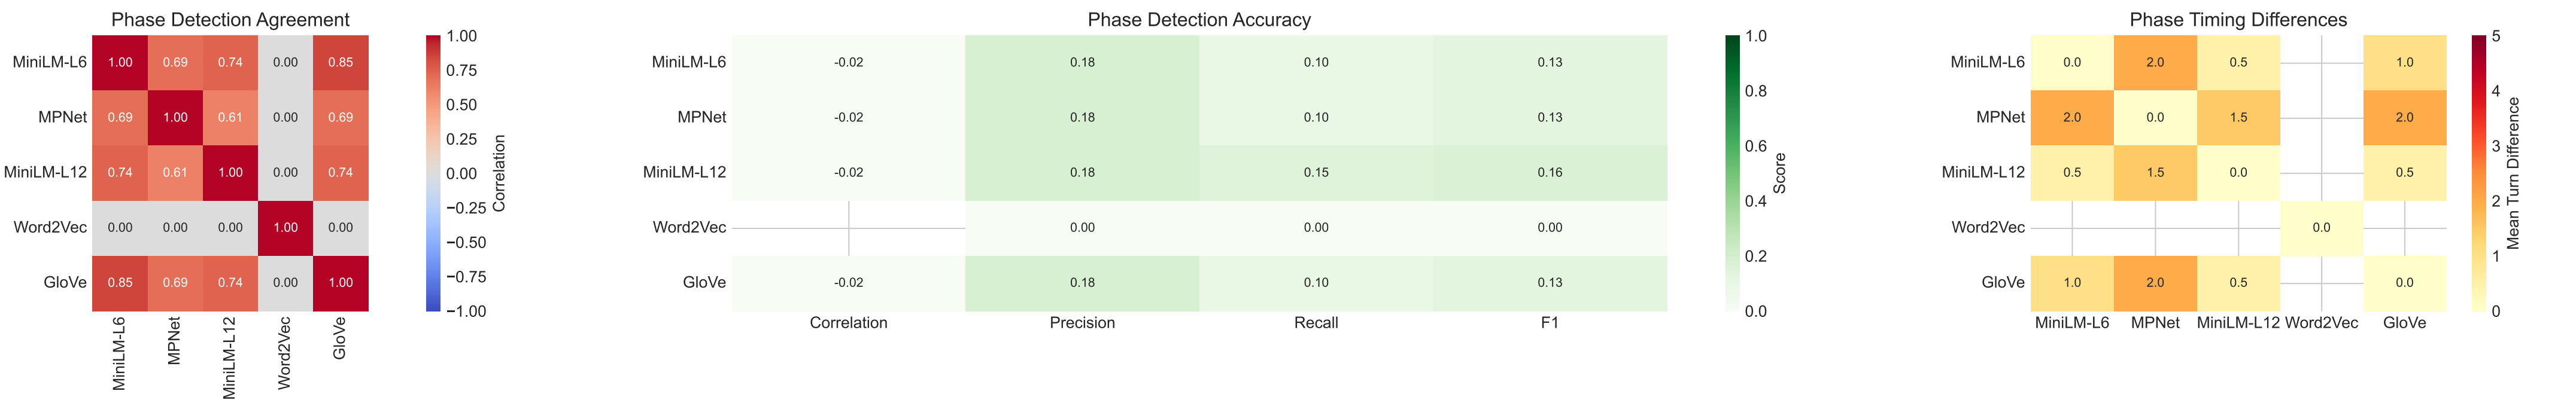 Phase Detection Agreement
MiniLM-L6 1.00 0.69 0.74 0.00 0.85
MPNet 0.69 1.00 0.61 0.00 0.69
MiniLM-L12 0.74 0.61 1.00 0.00 0.74
Word2Vec 0.00 0.00 0.00 1.00 0.00
GloVe 0.85 0.69 0.74 0.00 1.00
MiniLM-L6 MPNet MiniLM-L12 Word2Vec GloVe
1.00
0.75
0.50
0.25
0.00
−0.25
−0.50
−0.75
−1.00
Correlation
Phase Detection Accuracy
MiniLM-L6 -0.02 0.18 0.10 0.13
MPNet -0.02 0.18 0.10 0.13
MiniLM-L12 -0.02 0.18 0.15 0.16
Word2Vec 0.00 0.00 0.00
GloVe -0.02 0.18 0.10 0.13
Correlation Precision Recall F1
1.0
0.8
0.6
0.4
0.2
0.0
Score
Phase Timing Differences
MiniLM-L6 0.0 2.0 0.5 1.0
MPNet 2.0 0.0 1.5 2.0
MiniLM-L12 0.5 1.5 0.0 0.5
Word2Vec 0.0
GloVe 1.0 2.0 0.5 0.0
MiniLM-L6 MPNet MiniLM-L12 Word2Vec GloVe
5
4
3
2
1
0
Mean Turn Difference